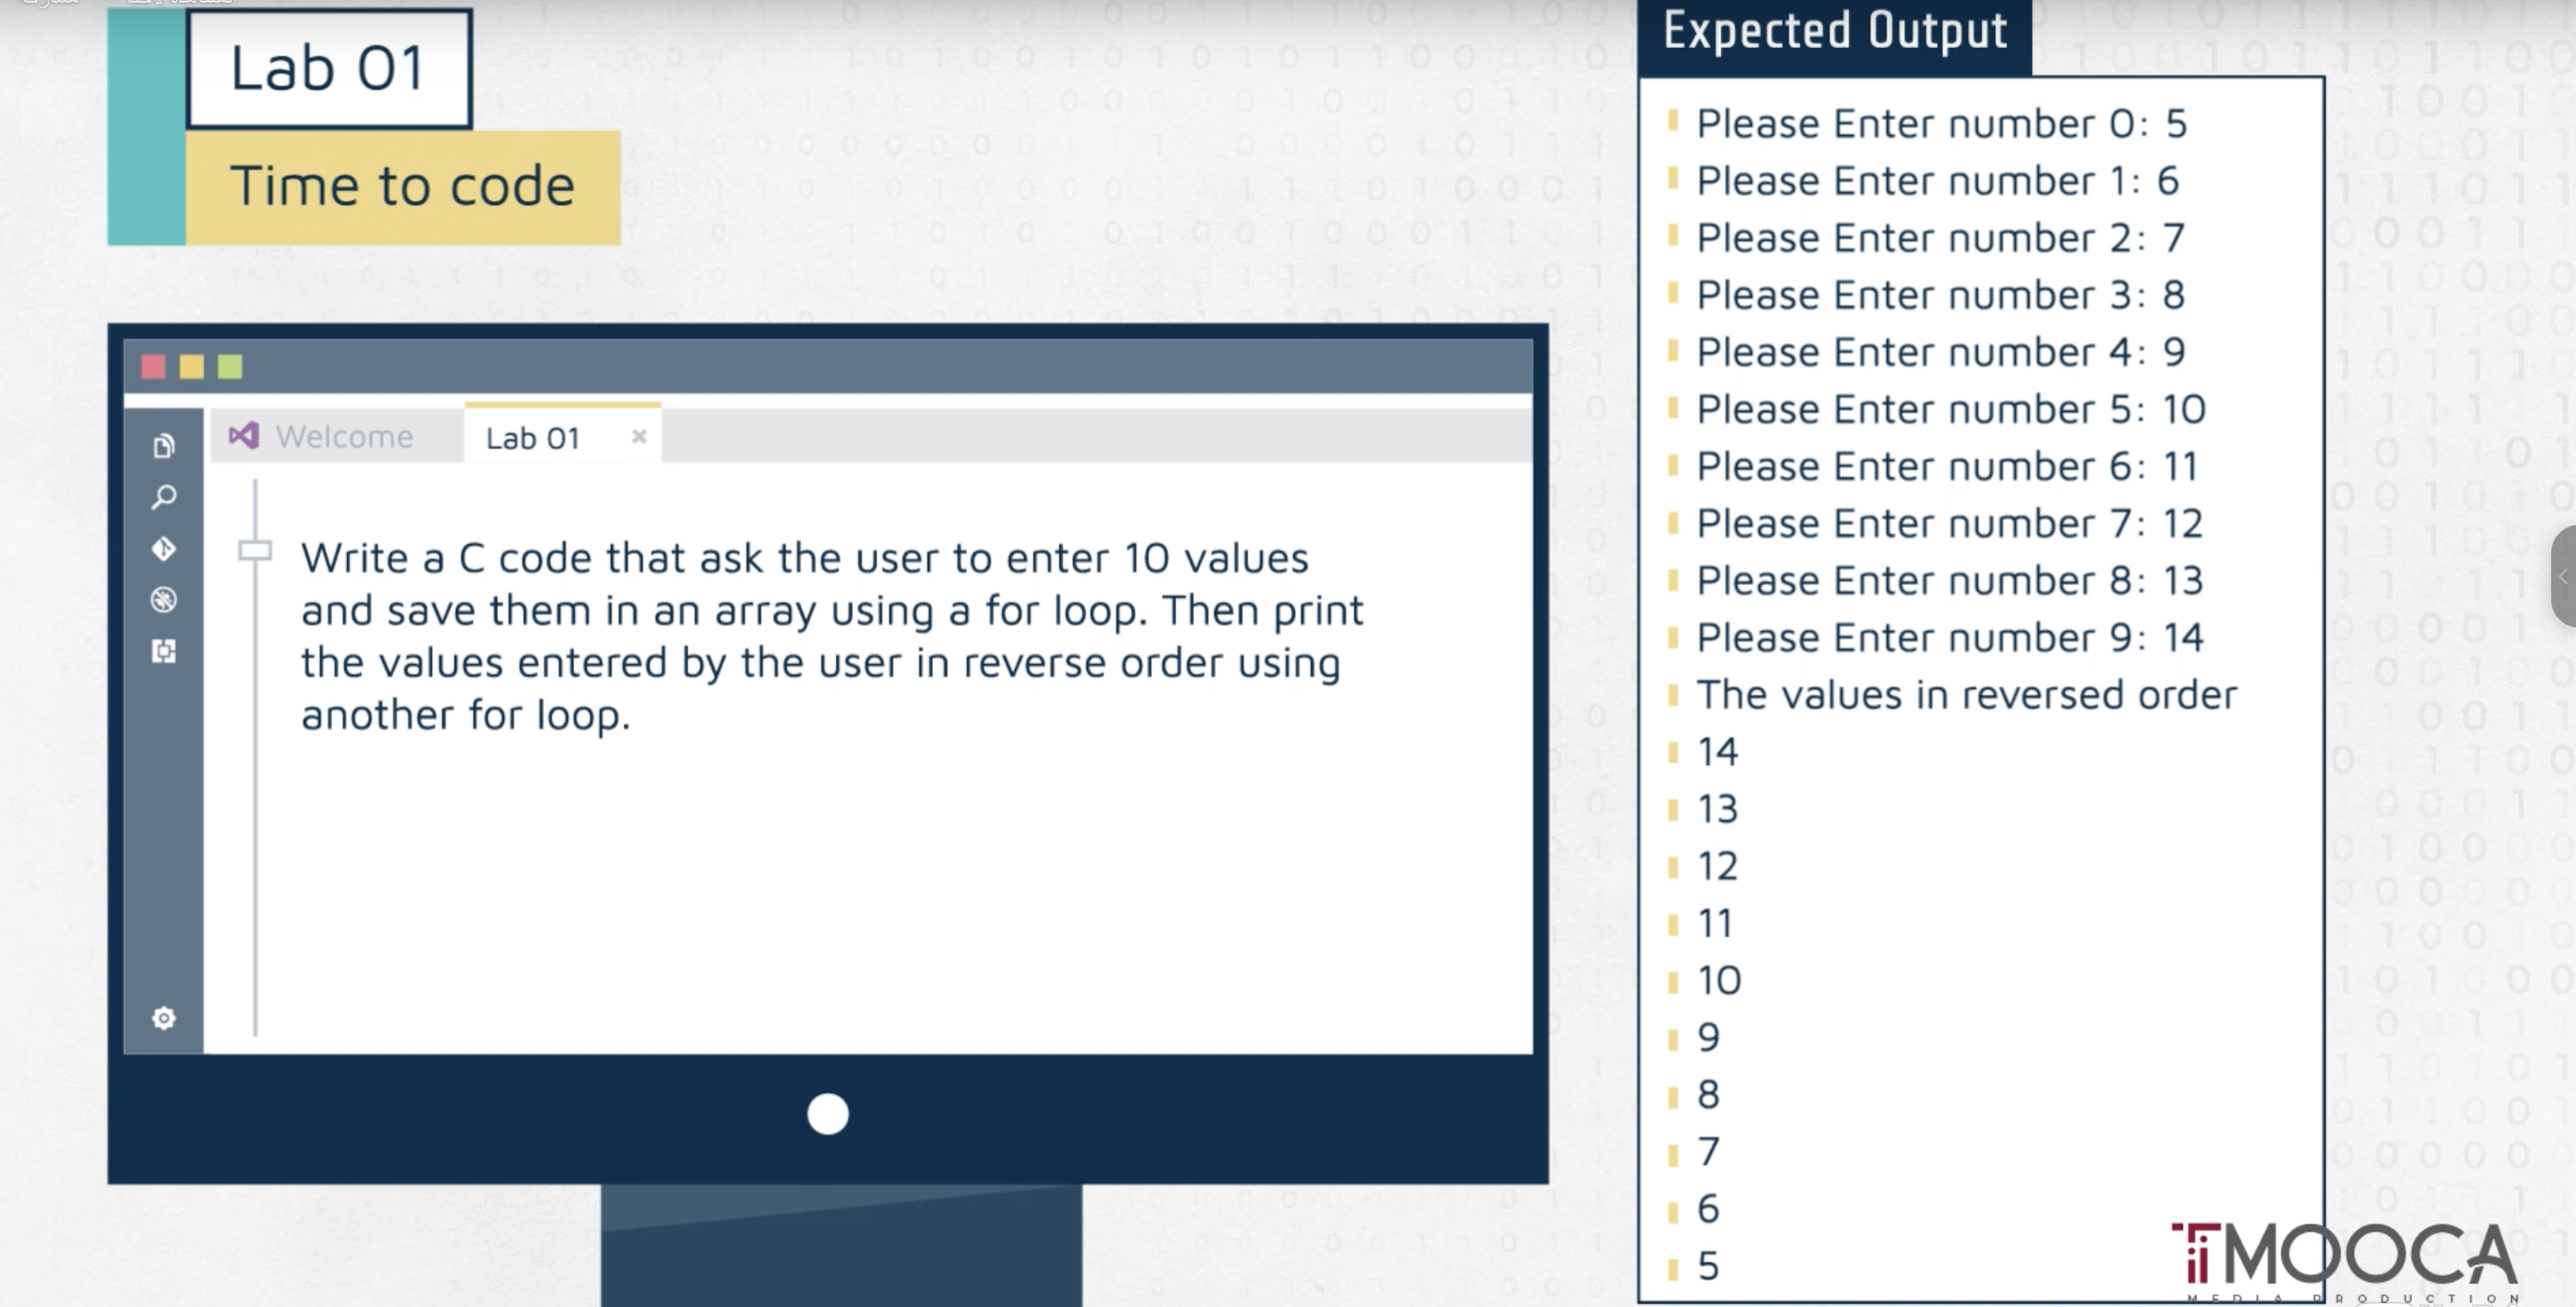 Lab 01
Time to code
Welcome
Lab 01
Write a C code that ask the user to enter 10 values
and save them in an array using a for loop. Then print
the values entered by the user in reverse order using
another for loop.
Expected Output
Please Enter number 0: 5
Please Enter number 1: 6
Please Enter number 2: 7
Please Enter number 3: 8
Please Enter number 4: 9
Please Enter number 5: 10
Please Enter number 6: 11
Please Enter number 7: 12
Please Enter number 8: 13
Please Enter number 9: 14
The values in reversed order
14
13
12
11
10
9
8
7
6
5
MOOCA
MEDIA PRODUCTION